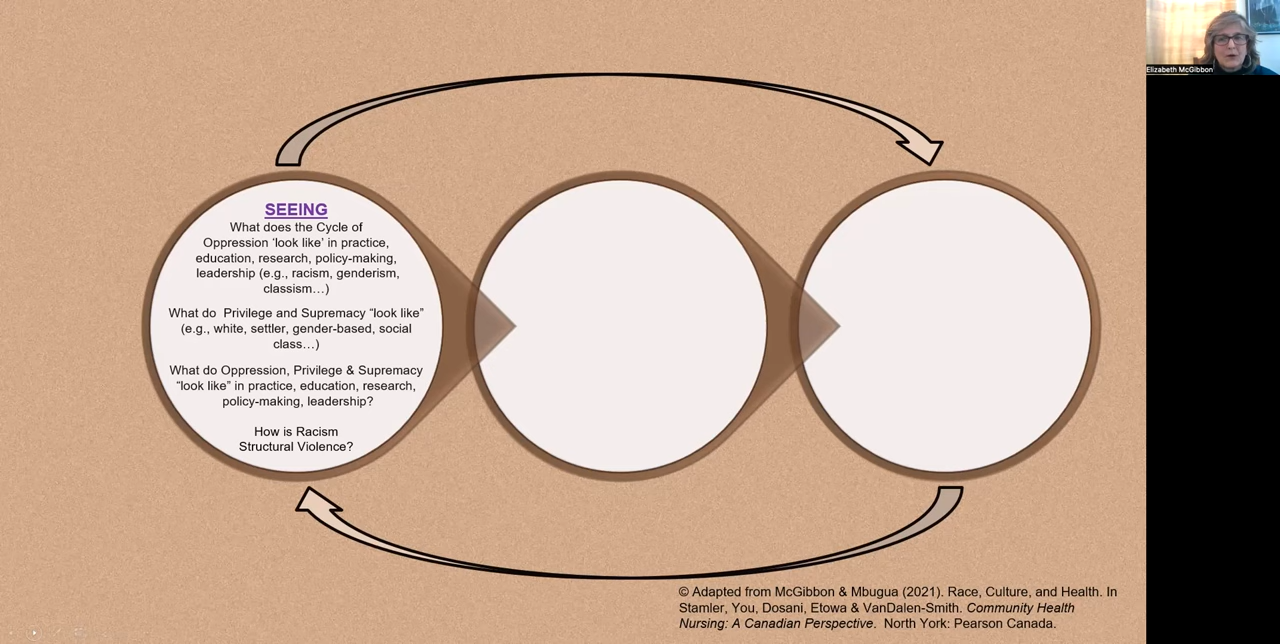 Elizabeth McGibbon
SEEING
What does the Cycle of
Oppression ‘look like’ in practice,
education, research, policy-making,
leadership (e.g., racism, genderism,
classism…)
What do Privilege and Supremacy “look like”
(e.g., white, settler, gender-based, social
class…)
What do Oppression, Privilege & Supremacy
“look like” in practice, education, research,
policy-making, leadership?
How is Racism
Structural Violence?
© Adapted from McGibbon & Mbugua (2021). Race, Culture, and Health. In
Stamler, You, Dosani, Etowa & VanDalen-Smith. Community Health
Nursing: A Canadian Perspective. North York: Pearson Canada.